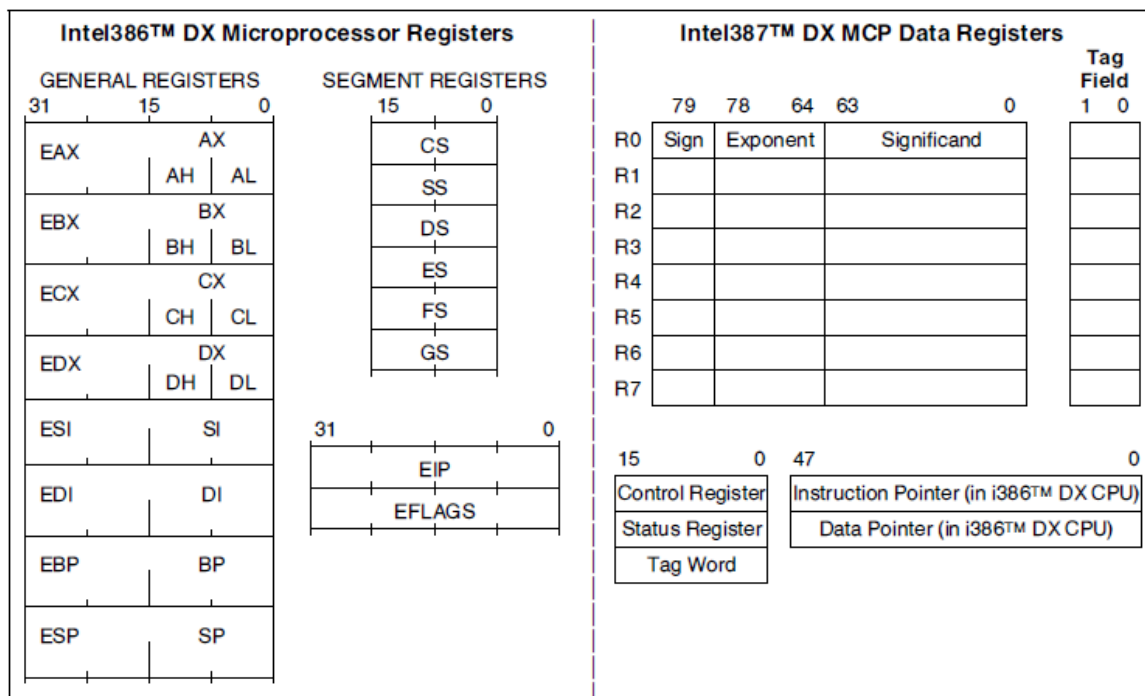 Intel386™ DX Microprocessor Registers
GENERAL REGISTERS
31 15 0
EAX AX
AH AL
EBX BX
BH BL
ECX CX
CH CL
EDX DX
DH DL
ESI SI
EDI DI
EBP BP
ESP SP
SEGMENT REGISTERS
15 0
CS
SS
DS
ES
FS
GS
31 0
EIP
EFLAGS
Intel387™ DX MCP Data Registers
Tag
Field
79 78 64 63 0 1 0
R0 Sign Exponent Significand
R1
R2
R3
R4
R5
R6
R7
15 0 47 0
Control Register Instruction Pointer (in i386™ DX CPU)
Status Register Data Pointer (in i386™ DX CPU)
Tag Word